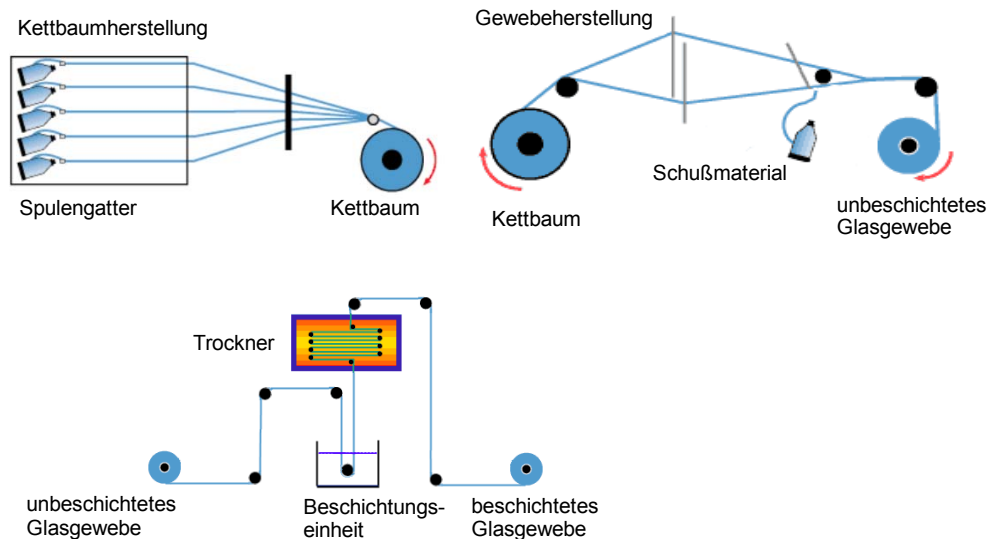 Kettbaumherstellung
Spulengatter
Kettbaum
Gewebeherstellung
Kettbaum
Schußmaterial
unbeschichtetes
Glasgewebe
Trockner
unbeschichtetes
Glasgewebe
Beschichtungs-
einheit
beschichtetes
Glasgewebe